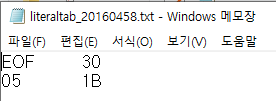 literaltab_20160458.txt - Windows 메모장
파일(F) 편집(E) 서식(O) 보기(V) 도움말
EOF 30
05 1B